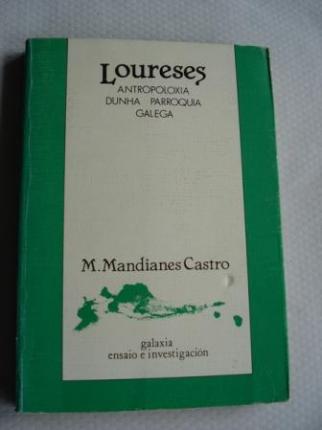 Loureses
ANTROPOLOXIA
DUNHA PARROQUIA
GALEGA
M. Mandianes Castro
galaxia
ensaio e investigación